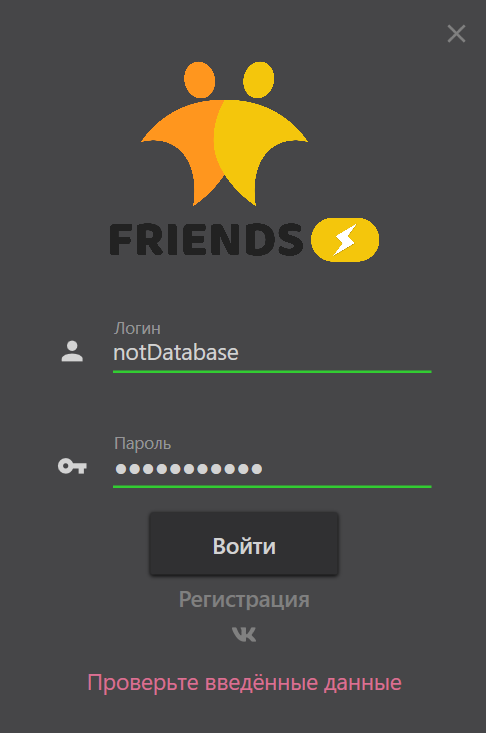 FRIENDS
Логин
notDatabase
Пароль
Войти
Регистрация
Проверьте введённые данные